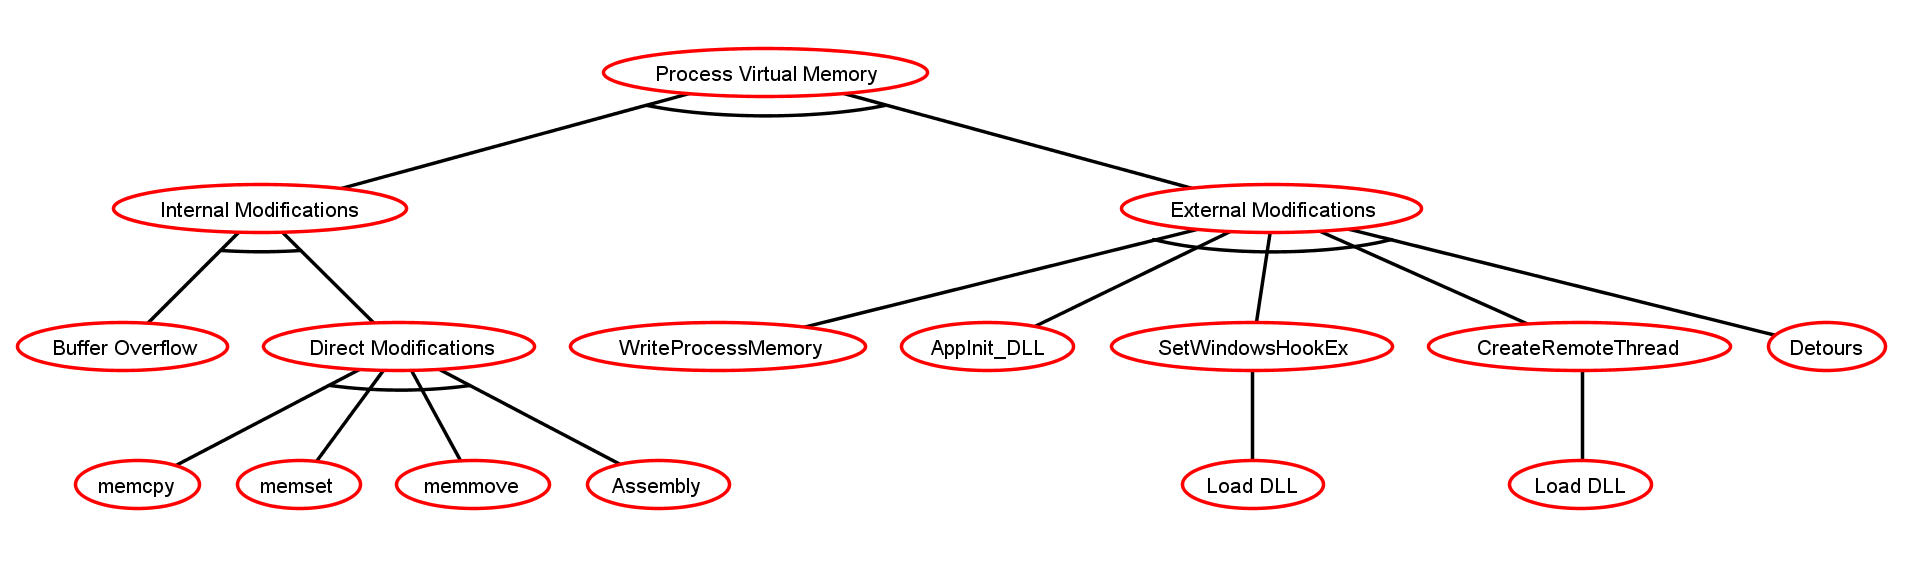 Process Virtual Memory
Internal Modifications
External Modifications
Buffer Overflow
Direct Modifications
WriteProcessMemory
AppInit_DLL
SetWindowsHookEx
CreateRemoteThread
Detours
memcpy
memset
memmove
Assembly
Load DLL
Load DLL